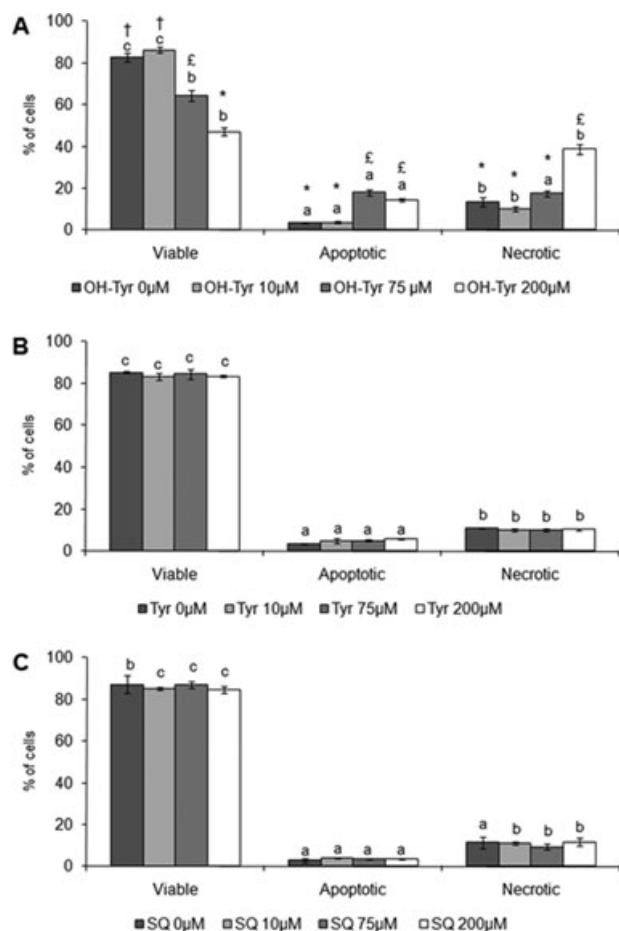 A
100
80
60
40
20
0
% of cells
† † £ *
c c b b
* * £ £
a a a a
* * * £
b b a b
Viable Apoptotic Necrotic
OH-Tyr 0µM OH-Tyr 10µM OH-Tyr 75 µM OH-Tyr 200µM
B
100
80
60
40
20
0
% of cells
c c c c
a a a a
b b b b
Viable Apoptotic Necrotic
Tyr 0µM Tyr 10µM Tyr 75µM Tyr 200µM
C
100
80
60
40
20
0
% of cells
b c c c
a a a a
a b b b
Viable Apoptotic Necrotic
SQ 0µM SQ 10µM SQ 75µM SQ 200µM